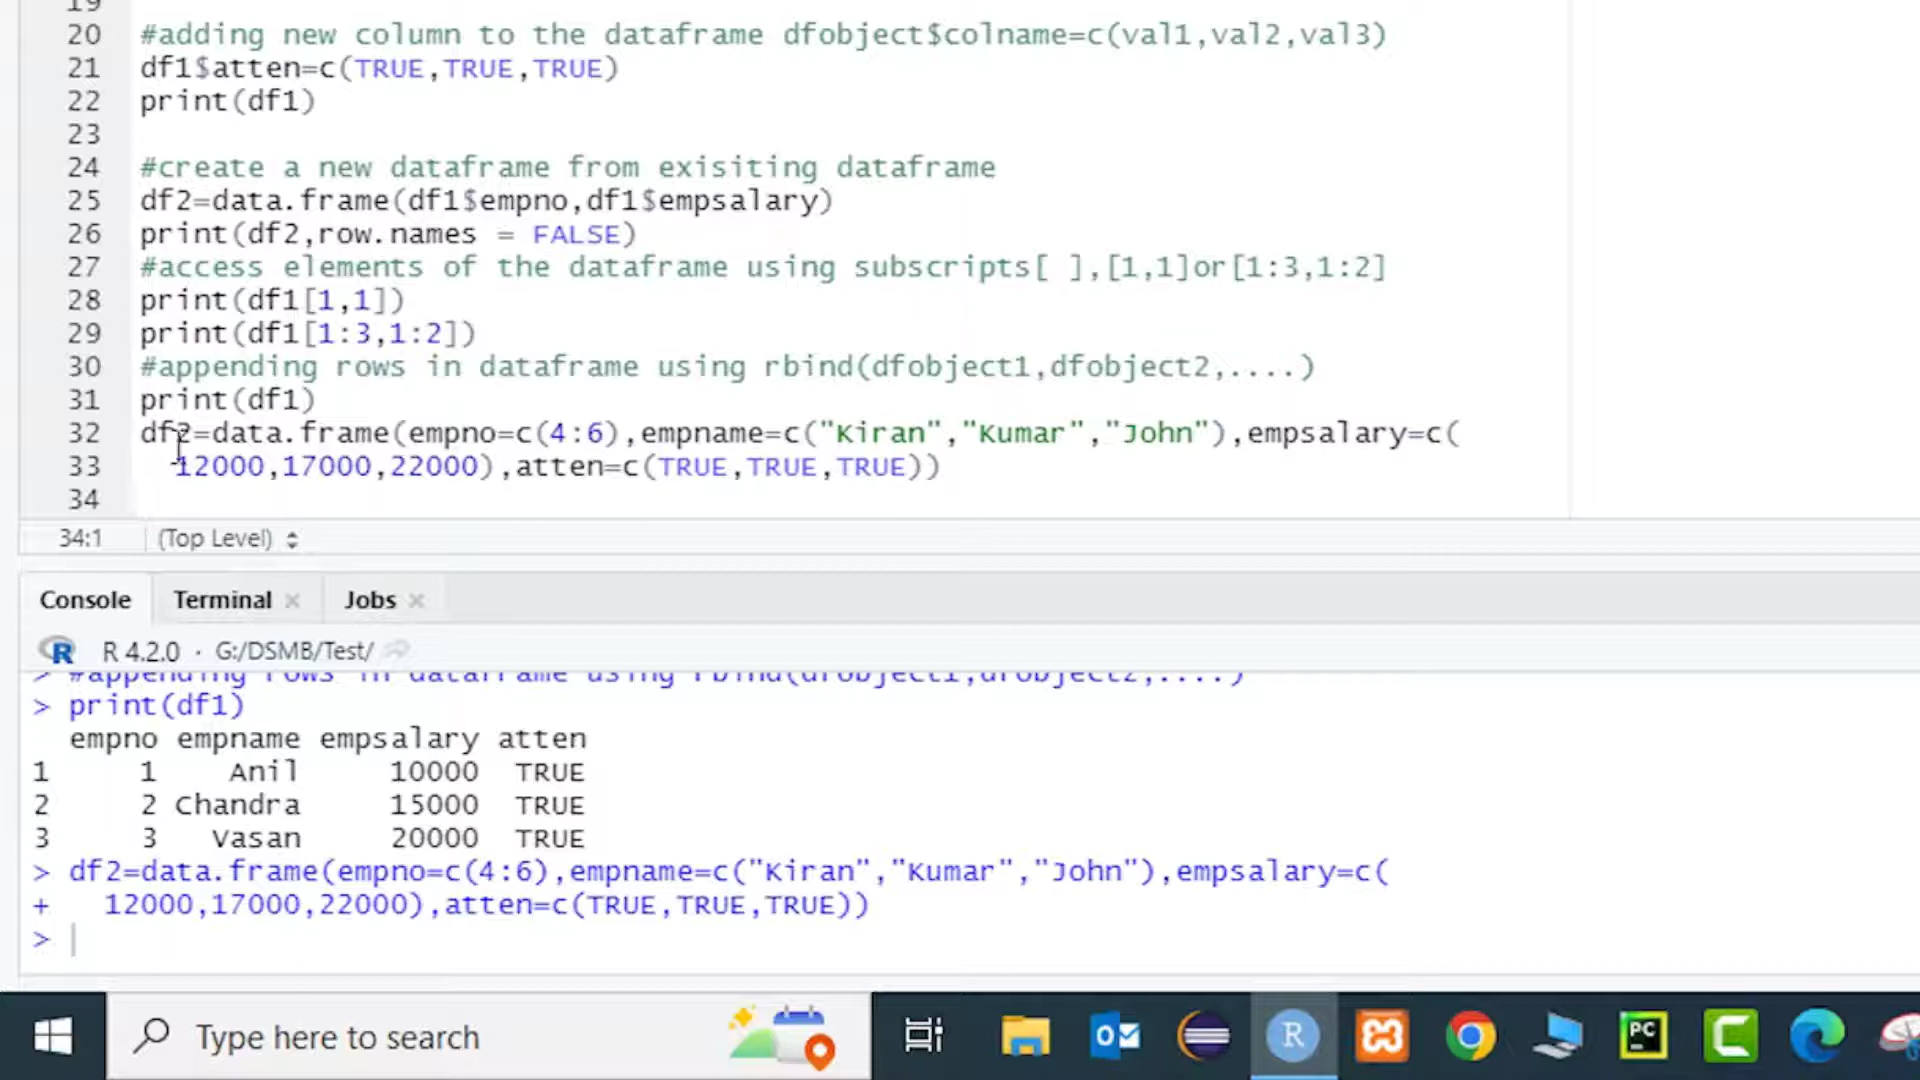 19
20 #adding new column to the dataframe dfobject$colname=c(val1,val2,val3)
21 df1$atten=c(TRUE,TRUE,TRUE)
22 print(df1)
23
24 #create a new dataframe from exisiting dataframe
25 df2=data.frame(df1$empno,df1$empsalary)
26 print(df2,row.names = FALSE)
27 #access elements of the dataframe using subscripts[ ],[1,1]or[1:3,1:2]
28 print(df1[1,1])
29 print(df1[1:3,1:2])
30 #appending rows in dataframe using rbind(dfobject1,dfobject2,....)
31 print(df1)
32 df2=data.frame(empno=c(4:6),empname=c("Kiran","Kumar","John"),empsalary=c(
33   12000,17000,22000),atten=c(TRUE,TRUE,TRUE))
34
34:1 (Top Level)
Console Terminal Jobs
R R 4.2.0 · G:/DSMB/Test/
> #appending rows in dataframe using rbind(dfobject1,dfobject2,....)
> print(df1)
  empno empname empsalary atten
1     1    Anil     10000  TRUE
2     2 Chandra     15000  TRUE
3     3   Vasan     20000  TRUE
> df2=data.frame(empno=c(4:6),empname=c("Kiran","Kumar","John"),empsalary=c(
+   12000,17000,22000),atten=c(TRUE,TRUE,TRUE))
>
Type here to search